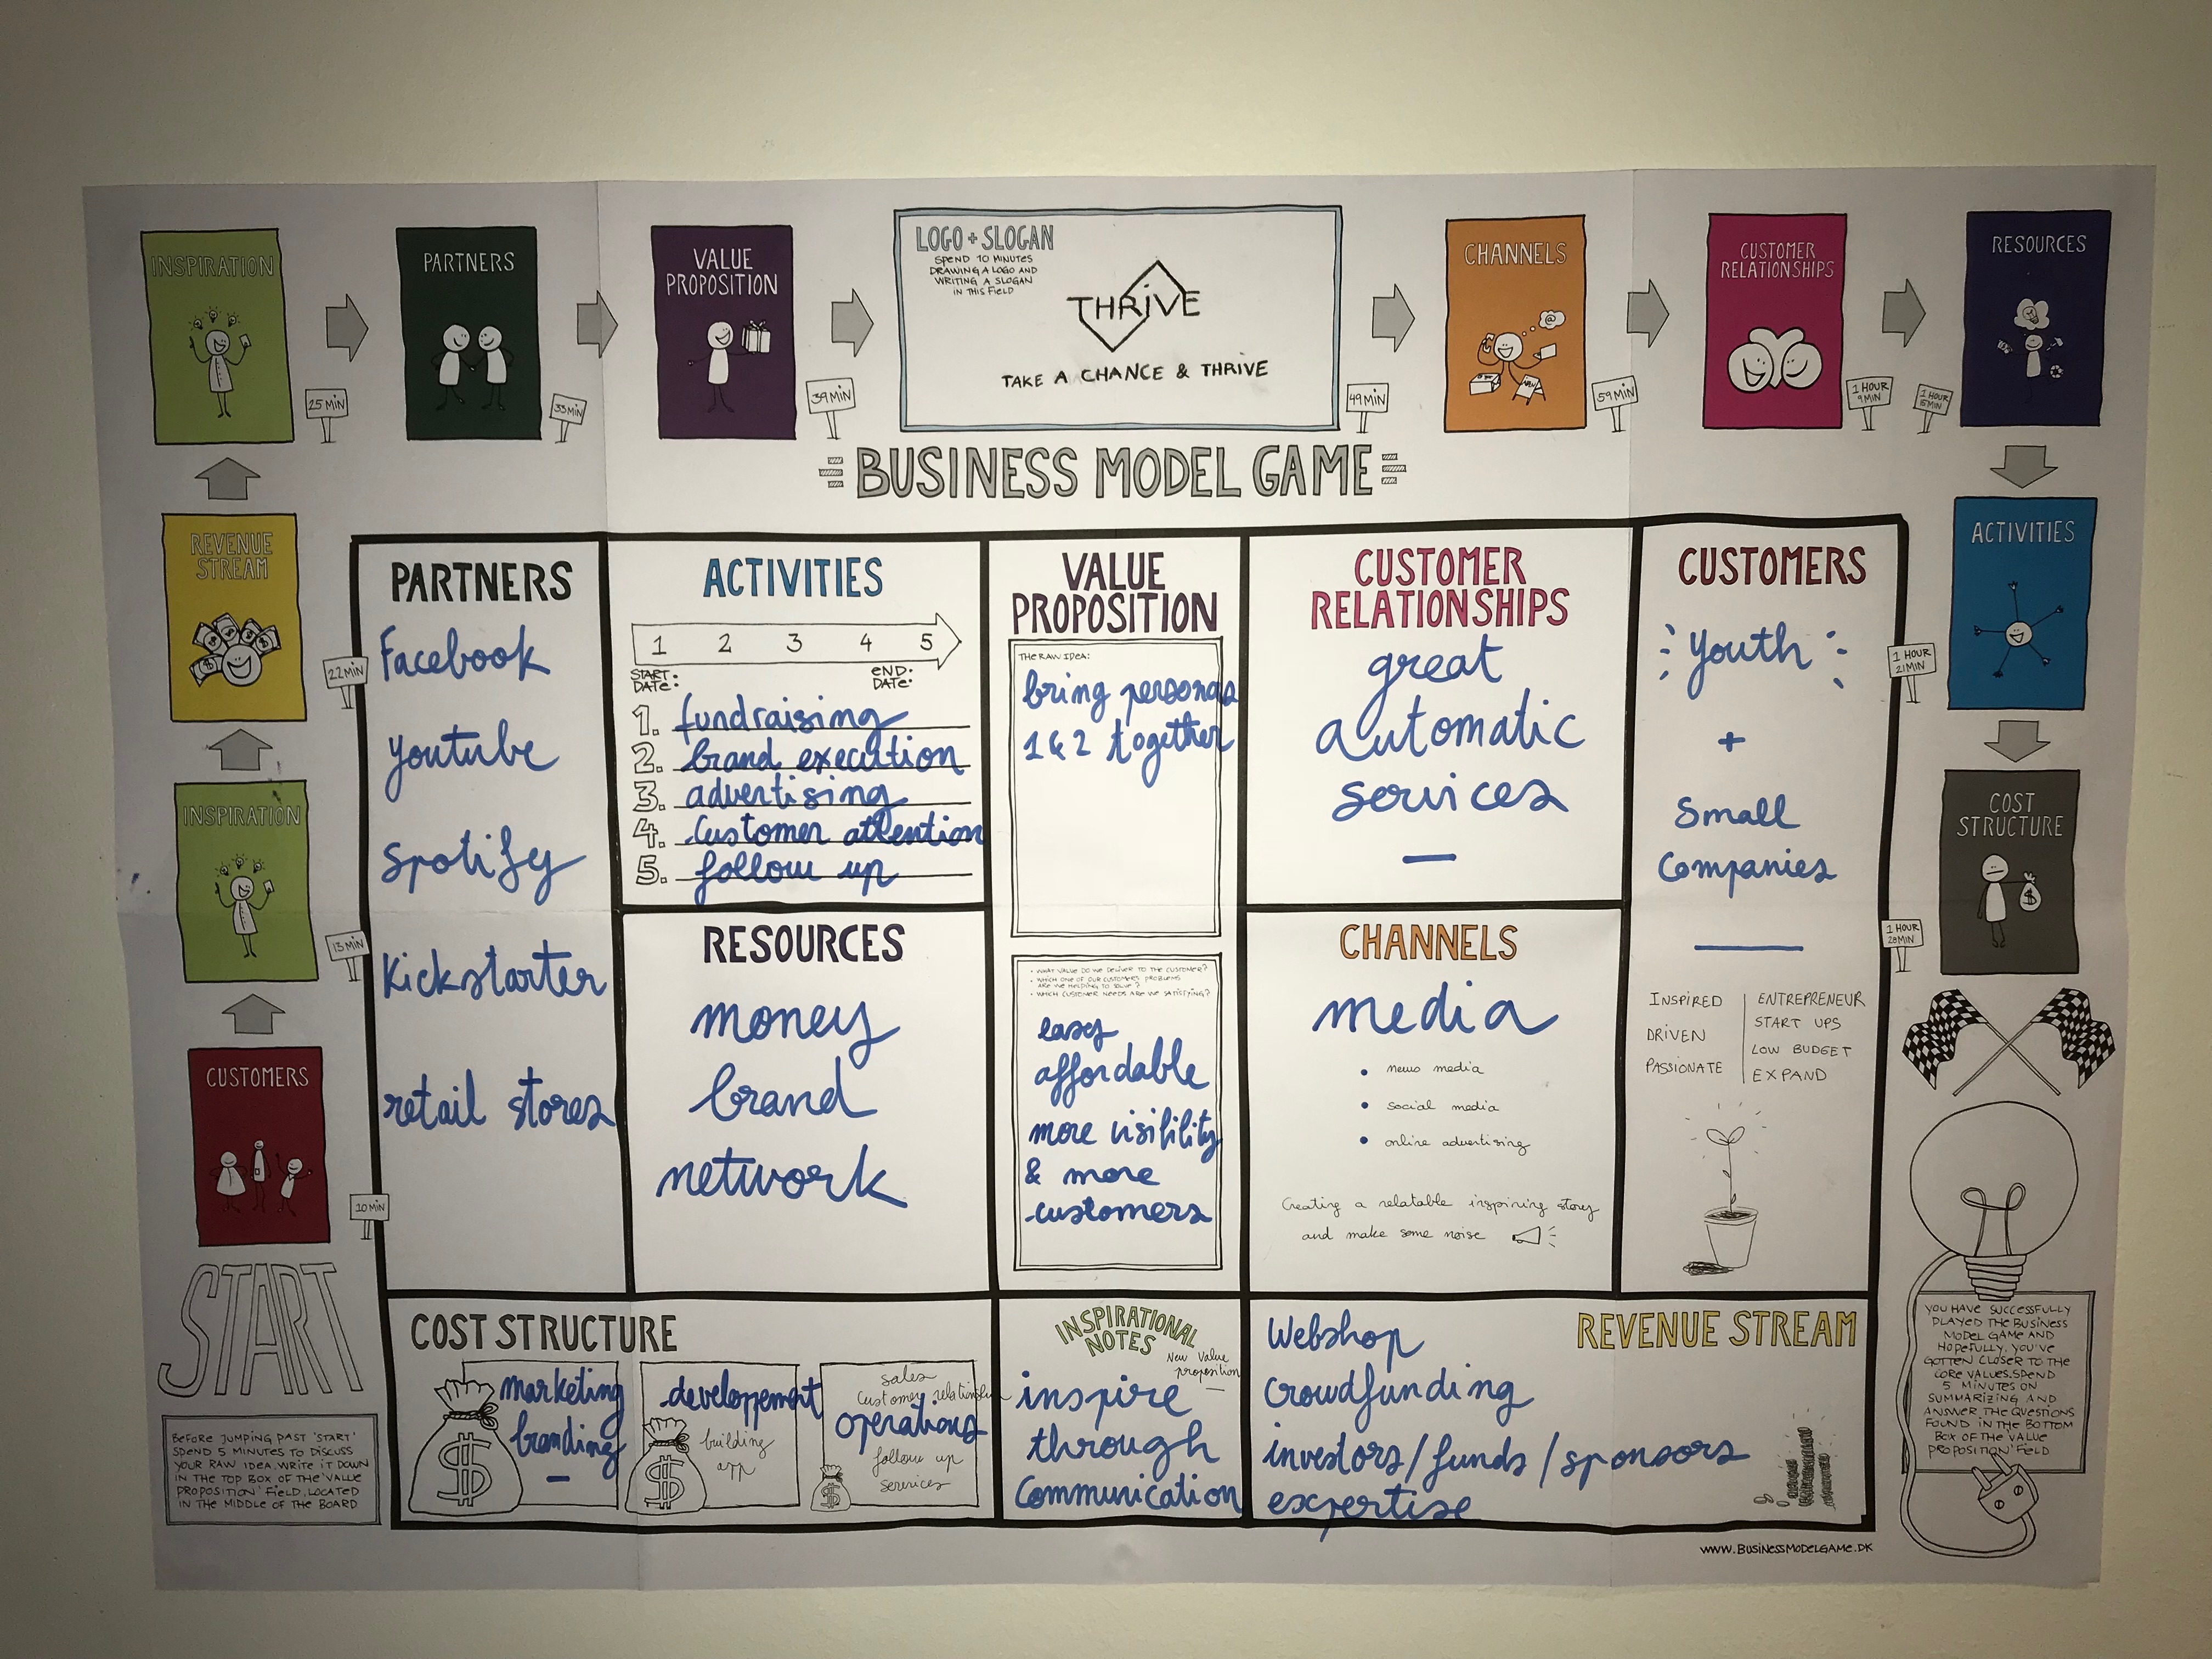 INSPIRATION
25 MIN
PARTNERS
33 MIN
VALUE
PROPOSITION
39 MIN
LOGO + SLOGAN
SPEND 10 MINUTES
DRAWING A LOGO AND
WRITING A SLOGAN
IN THIS FIELD
THRiVE
TAKE A CHANCE & THRIVE
49 MIN
CHANNELS
59 MIN
CUSTOMER
RELATIONSHIPS
1 HOUR
9 MIN
1 HOUR
15 MIN
RESOURCES
BUSINESS MODEL GAME
REVENUE
STREAM
22 MIN
INSPIRATION
13 MIN
CUSTOMERS
10 MIN
START
BEFORE JUMPING PAST 'START'
SPEND 5 MINUTES TO DISCUSS
YOUR RAW IDEA. WRITE IT DOWN
IN THE TOP BOX OF THE 'VALUE
PROPOSITION' FIELD, LOCATED
IN THE MIDDLE OF THE BOARD
PARTNERS
Facebook
Youtube
Spotify
Kickstarter
retail stores
ACTIVITIES
1 2 3 4 5
START DATE:
END DATE:
1. fundraising
2. brand execution
3. advertising
4. customer attention
5. follow up
RESOURCES
money
brand
network
VALUE
PROPOSITION
THE RAW IDEA:
bring personas
1 & 2 together
• WHAT VALUE DO WE DELIVER TO THE CUSTOMER?
• WHICH ONE OF OUR CUSTOMERS PROBLEMS
ARE WE HELPING TO SOLVE?
• WHICH CUSTOMER NEEDS ARE WE SATISFYING?
easy
affordable
more visibility
& more
customers
CUSTOMER
RELATIONSHIPS
great
automatic
services
CHANNELS
media
• news media
• social media
• online advertising
Creating a relatable inspiring story
and make some noise
CUSTOMERS
Youth
+
Small
Companies
INSPIRED
DRIVEN
PASSIONATE
ENTREPRENEUR
START UPS
LOW BUDGET
EXPAND
COST STRUCTURE
marketing
branding
developpement
building
app
sales
customer relationship
operations
follow up
services
INSPIRATIONAL
NOTES
New Value
proposition
inspire
through
Communication
REVENUE STREAM
Webshop
Crowdfunding
investors/funds/sponsors
expertise
ACTIVITIES
1 HOUR
21 MIN
COST
STRUCTURE
1 HOUR
28 MIN
YOU HAVE SUCCESSFULLY
PLAYED THE BUSINESS
MODEL GAME AND
HOPEFULLY, YOU'VE
GOTTEN CLOSER TO THE
CORE VALUES. SPEND
5 MINUTES ON
SUMMARIZING AND
ANSWER THE QUESTIONS
FOUND IN THE BOTTOM
BOX OF THE 'VALUE
PROPOSITION' FIELD
WWW.BUSINESSMODELGAME.DK